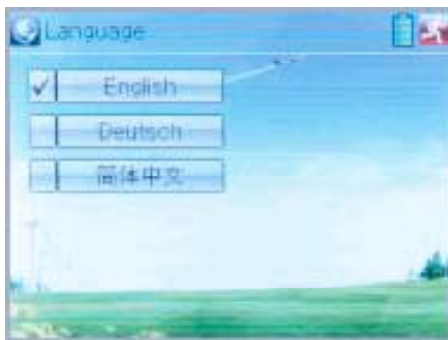 Language
English
Deutsch
简体中文